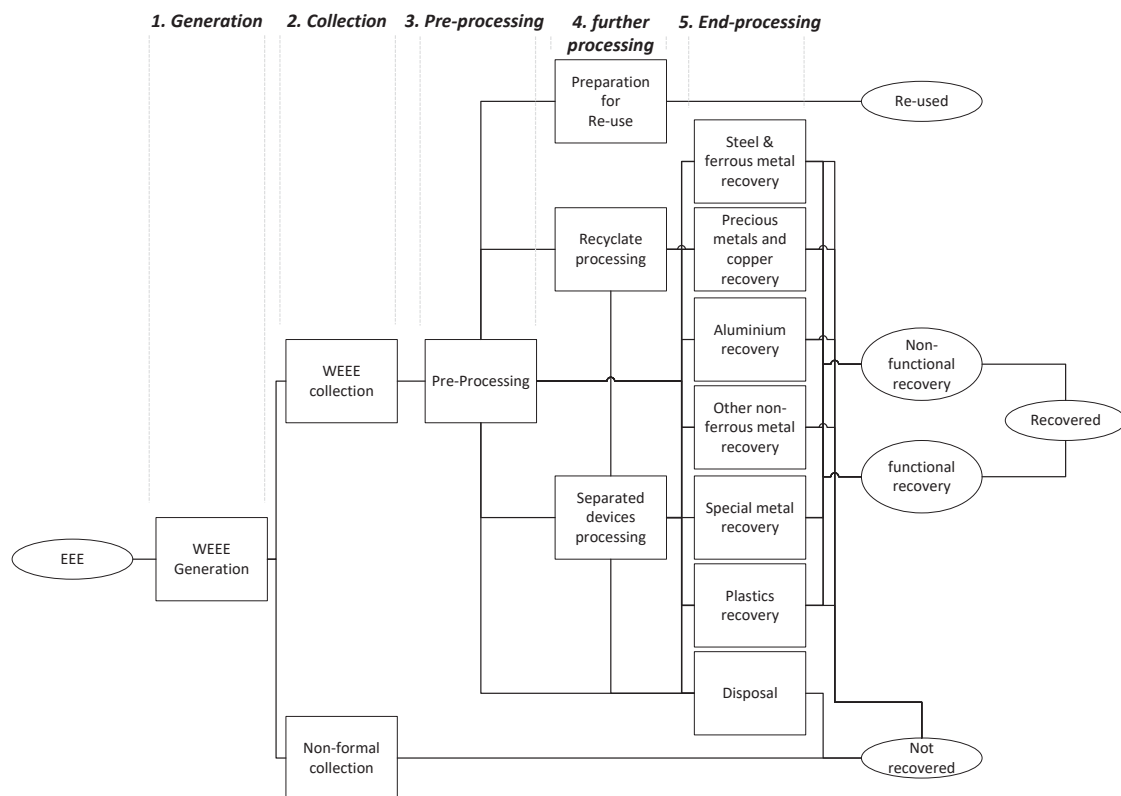 1. Generation
2. Collection
3. Pre-processing
4. further
processing
5. End-processing
Preparation
for
Re-use
Re-used
Steel &
ferrous metal
recovery
Recyclate
processing
Precious
metals and
copper
recovery
Aluminium
recovery
Non-
functional
recovery
WEEE
collection
Pre-Processing
Other non-
ferrous metal
recovery
Recovered
functional
recovery
Separated
devices
processing
Special metal
recovery
EEE
WEEE
Generation
Plastics
recovery
Disposal
Non-formal
collection
Not
recovered